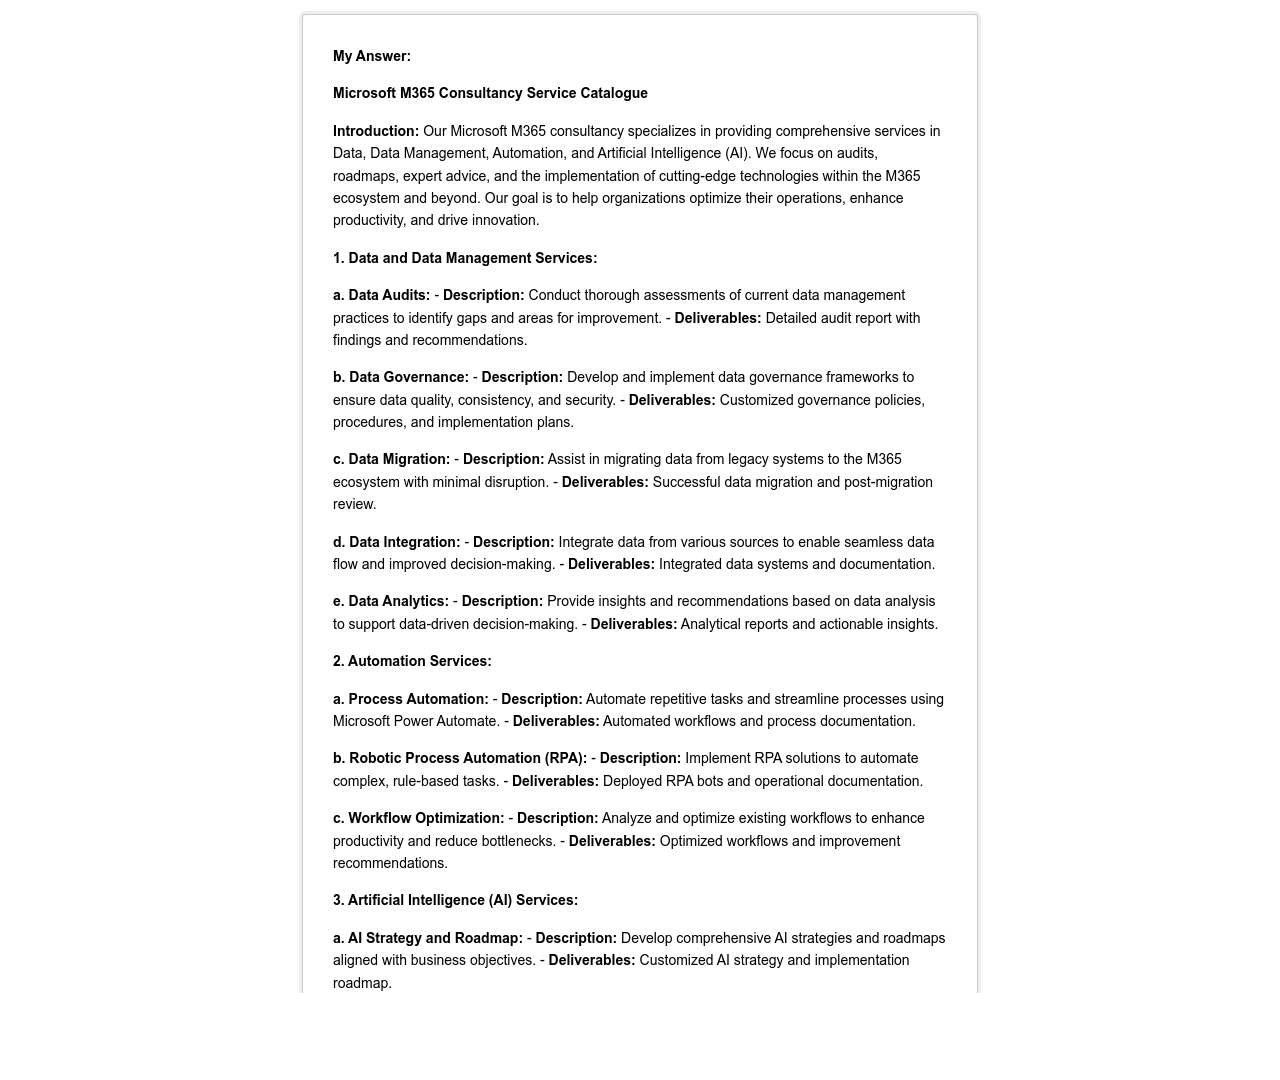 My Answer:
Microsoft M365 Consultancy Service Catalogue
Introduction: Our Microsoft M365 consultancy specializes in providing comprehensive services in
Data, Data Management, Automation, and Artificial Intelligence (AI). We focus on audits,
roadmaps, expert advice, and the implementation of cutting-edge technologies within the M365
ecosystem and beyond. Our goal is to help organizations optimize their operations, enhance
productivity, and drive innovation.
1. Data and Data Management Services:
a. Data Audits: - Description: Conduct thorough assessments of current data management
practices to identify gaps and areas for improvement. - Deliverables: Detailed audit report with
findings and recommendations.
b. Data Governance: - Description: Develop and implement data governance frameworks to
ensure data quality, consistency, and security. - Deliverables: Customized governance policies,
procedures, and implementation plans.
c. Data Migration: - Description: Assist in migrating data from legacy systems to the M365
ecosystem with minimal disruption. - Deliverables: Successful data migration and post-migration
review.
d. Data Integration: - Description: Integrate data from various sources to enable seamless data
flow and improved decision-making. - Deliverables: Integrated data systems and documentation.
e. Data Analytics: - Description: Provide insights and recommendations based on data analysis
to support data-driven decision-making. - Deliverables: Analytical reports and actionable insights.
2. Automation Services:
a. Process Automation: - Description: Automate repetitive tasks and streamline processes using
Microsoft Power Automate. - Deliverables: Automated workflows and process documentation.
b. Robotic Process Automation (RPA): - Description: Implement RPA solutions to automate
complex, rule-based tasks. - Deliverables: Deployed RPA bots and operational documentation.
c. Workflow Optimization: - Description: Analyze and optimize existing workflows to enhance
productivity and reduce bottlenecks. - Deliverables: Optimized workflows and improvement
recommendations.
3. Artificial Intelligence (AI) Services:
a. AI Strategy and Roadmap: - Description: Develop comprehensive AI strategies and roadmaps
aligned with business objectives. - Deliverables: Customized AI strategy and implementation
roadmap.